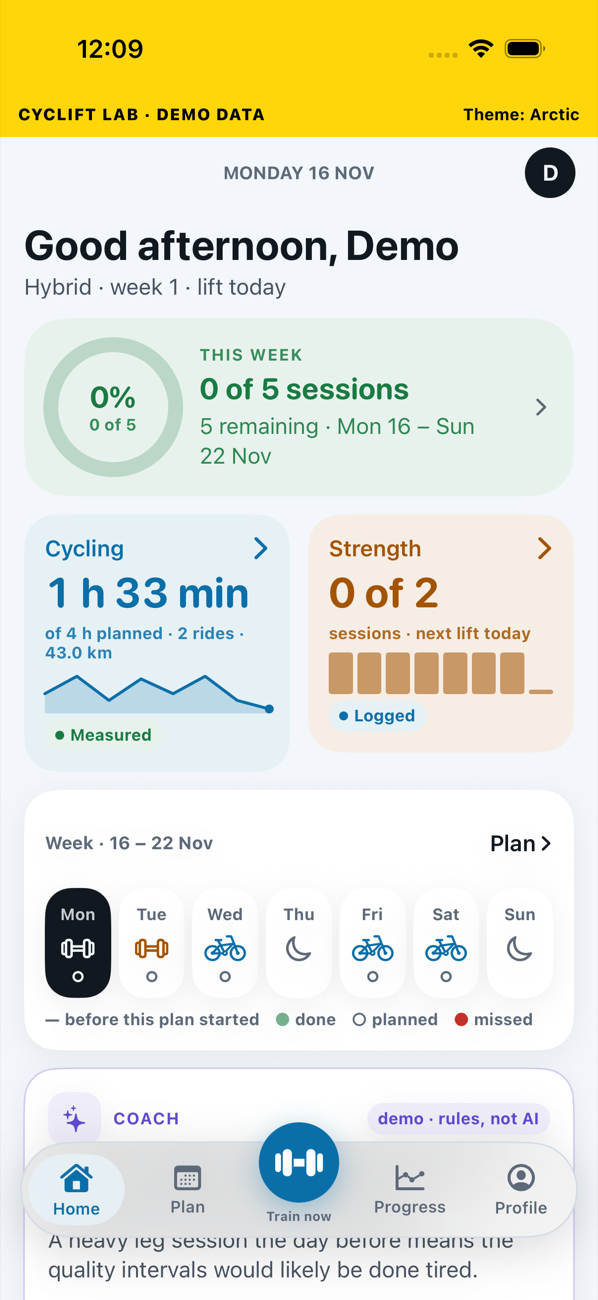 12:09
CYCLIFT LAB · DEMO DATA
Theme: Arctic
MONDAY 16 NOV
D
Good afternoon, Demo
Hybrid · week 1 · lift today
0%
0 of 5
THIS WEEK
0 of 5 sessions
5 remaining · Mon 16 – Sun
22 Nov
Cycling
1 h 33 min
of 4 h planned · 2 rides ·
43.0 km
Measured
Strength
0 of 2
sessions · next lift today
Logged
Week · 16 – 22 Nov
Plan
Mon
Tue
Wed
Thu
Fri
Sat
Sun
— before this plan started
done
planned
missed
COACH
demo · rules, not AI
Home
Plan
Train now
Progress
Profile
A heavy leg session the day before means the
quality intervals would likely be done tired.